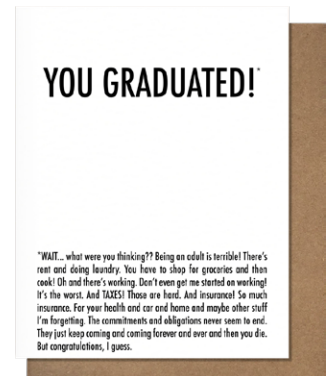 YOU GRADUATED!*
*WAIT... what were you thinking?? Being an adult is terrible! There's
rent and doing laundry. You have to shop for groceries and then
cook! Oh and there's working. Don't even get me started on working!
It's the worst. And TAXES! Those are hard. And insurance! So much
insurance. For your health and car and home and maybe other stuff
I'm forgetting. The commitments and obligations never seem to end.
They just keep coming and coming forever and ever and then you die.
But congratulations, I guess.